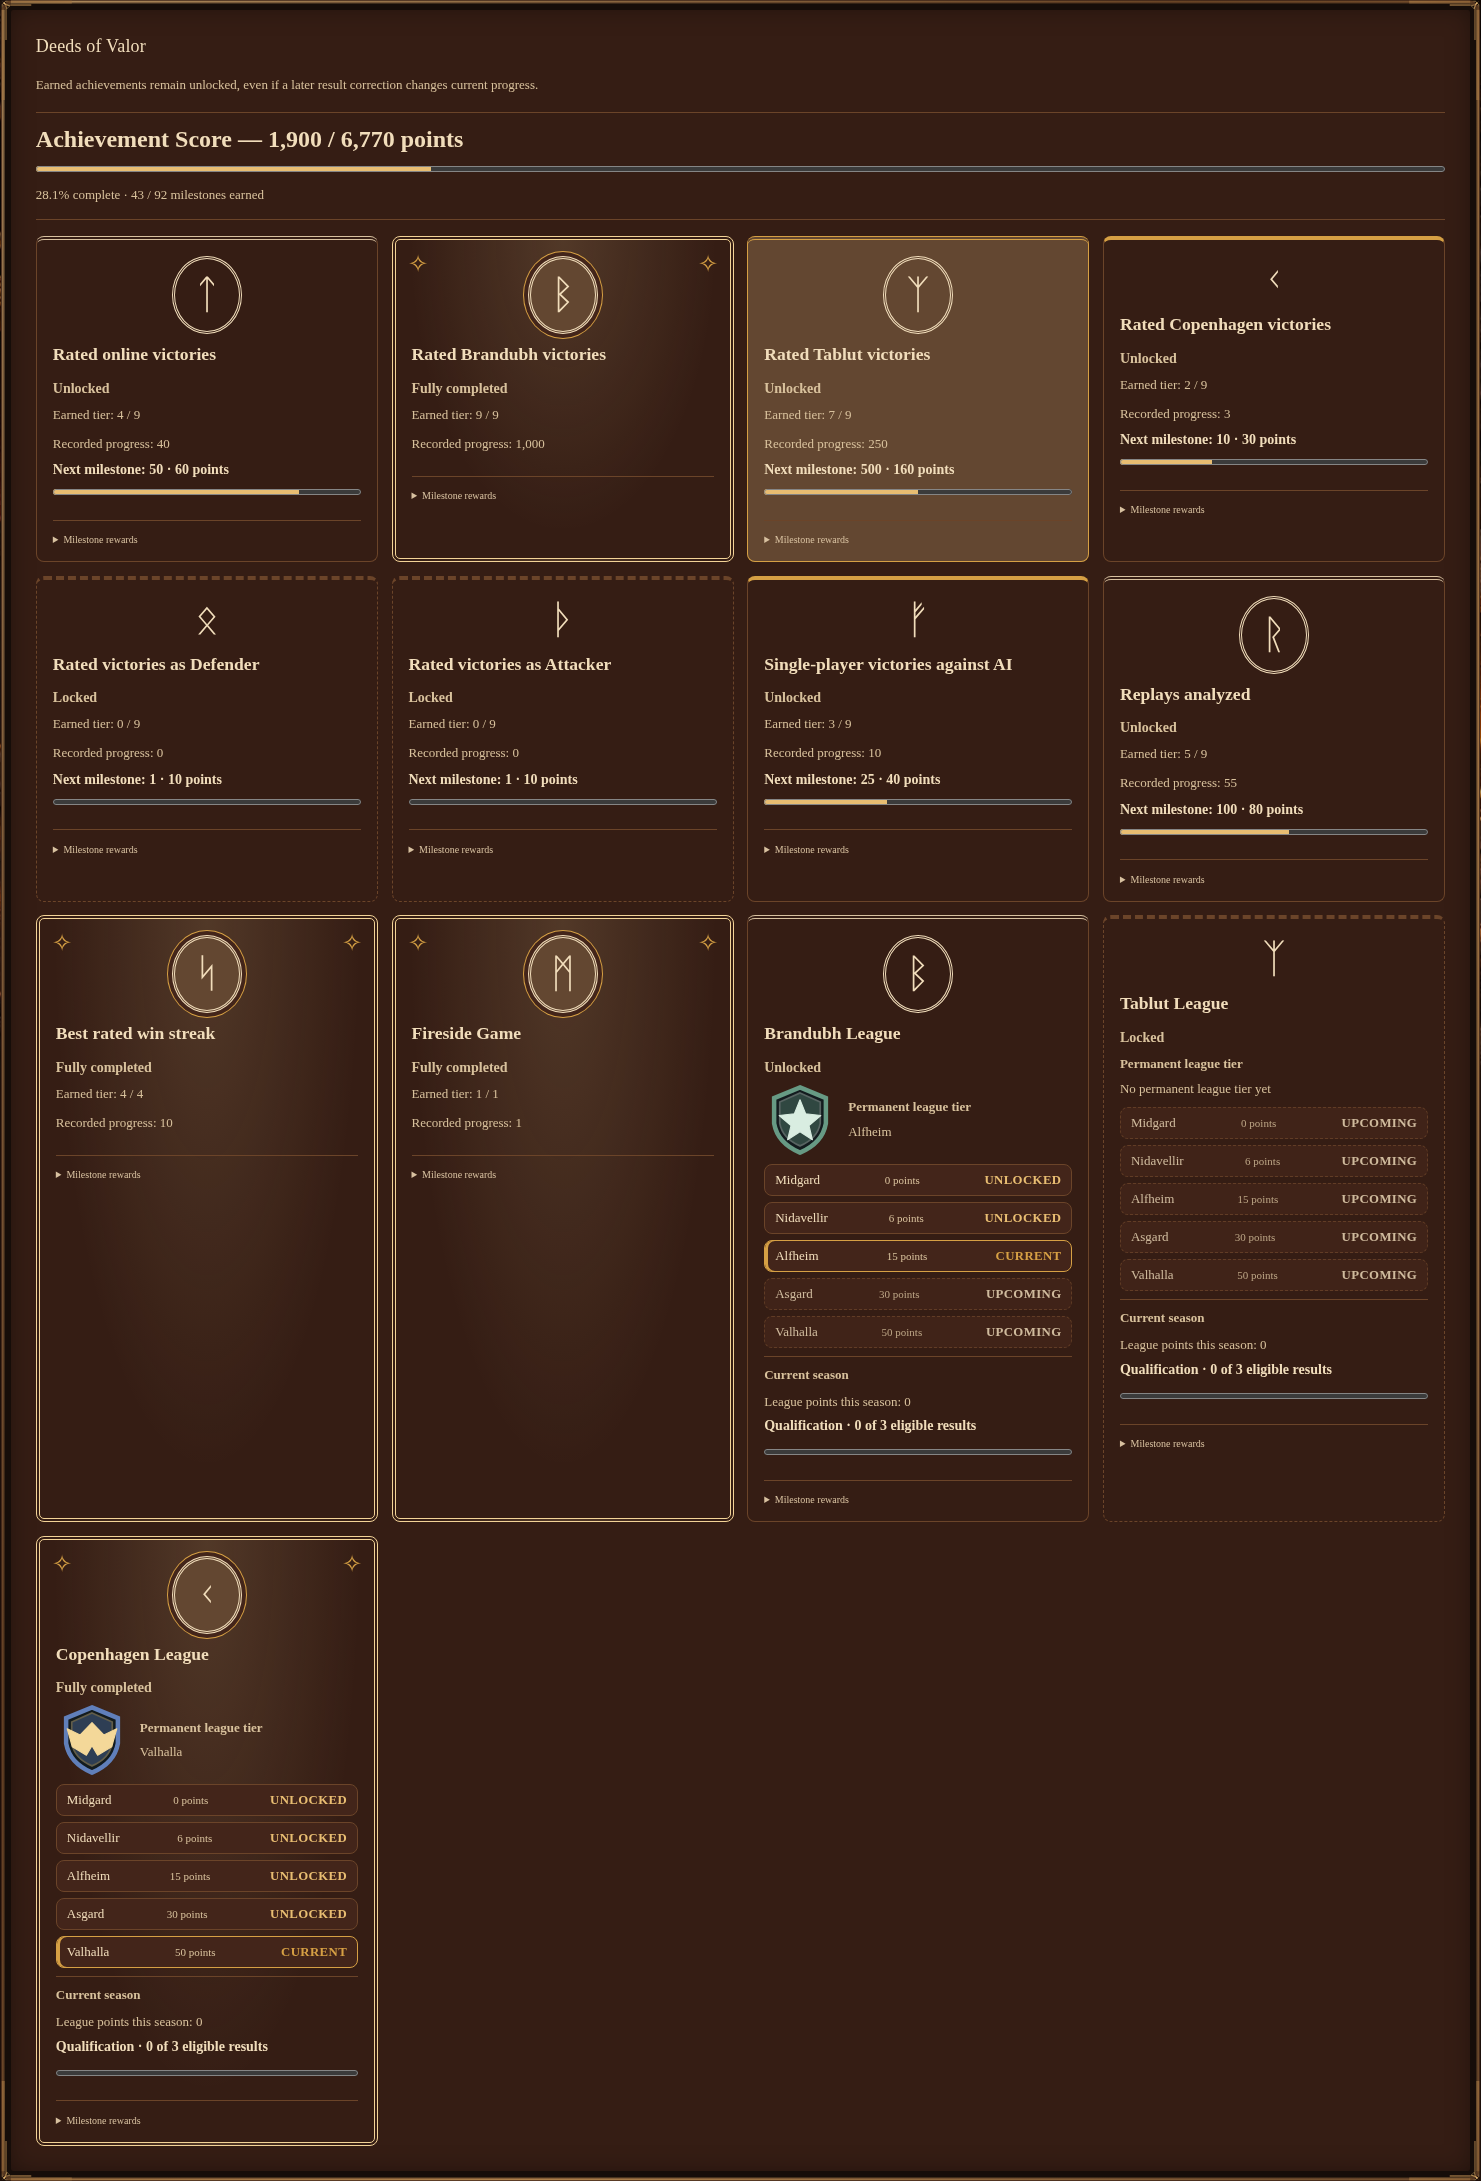 Deeds of Valor
Earned achievements remain unlocked, even if a later result correction changes current progress.
Achievement Score — 1,900 / 6,770 points
28.1% complete · 43 / 92 milestones earned
ᛏ
Rated online victories
Unlocked
Earned tier: 4 / 9
Recorded progress: 40
Next milestone: 50 · 60 points
▶ Milestone rewards
✧ ᛒ ✧
Rated Brandubh victories
Fully completed
Earned tier: 9 / 9
Recorded progress: 1,000
▶ Milestone rewards
ᛉ
Rated Tablut victories
Unlocked
Earned tier: 7 / 9
Recorded progress: 250
Next milestone: 500 · 160 points
▶ Milestone rewards
ᚲ
Rated Copenhagen victories
Unlocked
Earned tier: 2 / 9
Recorded progress: 3
Next milestone: 10 · 30 points
▶ Milestone rewards
ᛟ
Rated victories as Defender
Locked
Earned tier: 0 / 9
Recorded progress: 0
Next milestone: 1 · 10 points
▶ Milestone rewards
ᚦ
Rated victories as Attacker
Locked
Earned tier: 0 / 9
Recorded progress: 0
Next milestone: 1 · 10 points
▶ Milestone rewards
ᚠ
Single-player victories against AI
Unlocked
Earned tier: 3 / 9
Recorded progress: 10
Next milestone: 25 · 40 points
▶ Milestone rewards
ᚱ
Replays analyzed
Unlocked
Earned tier: 5 / 9
Recorded progress: 55
Next milestone: 100 · 80 points
▶ Milestone rewards
✧ ᛋ ✧
Best rated win streak
Fully completed
Earned tier: 4 / 4
Recorded progress: 10
▶ Milestone rewards
✧ ᛗ ✧
Fireside Game
Fully completed
Earned tier: 1 / 1
Recorded progress: 1
▶ Milestone rewards
ᛒ
Brandubh League
Unlocked
Permanent league tier
Alfheim
Midgard 0 points UNLOCKED
Nidavellir 6 points UNLOCKED
Alfheim 15 points CURRENT
Asgard 30 points UPCOMING
Valhalla 50 points UPCOMING
Current season
League points this season: 0
Qualification · 0 of 3 eligible results
▶ Milestone rewards
ᛉ
Tablut League
Locked
Permanent league tier
No permanent league tier yet
Midgard 0 points UPCOMING
Nidavellir 6 points UPCOMING
Alfheim 15 points UPCOMING
Asgard 30 points UPCOMING
Valhalla 50 points UPCOMING
Current season
League points this season: 0
Qualification · 0 of 3 eligible results
▶ Milestone rewards
✧ ᚲ ✧
Copenhagen League
Fully completed
Permanent league tier
Valhalla
Midgard 0 points UNLOCKED
Nidavellir 6 points UNLOCKED
Alfheim 15 points UNLOCKED
Asgard 30 points UNLOCKED
Valhalla 50 points CURRENT
Current season
League points this season: 0
Qualification · 0 of 3 eligible results
▶ Milestone rewards